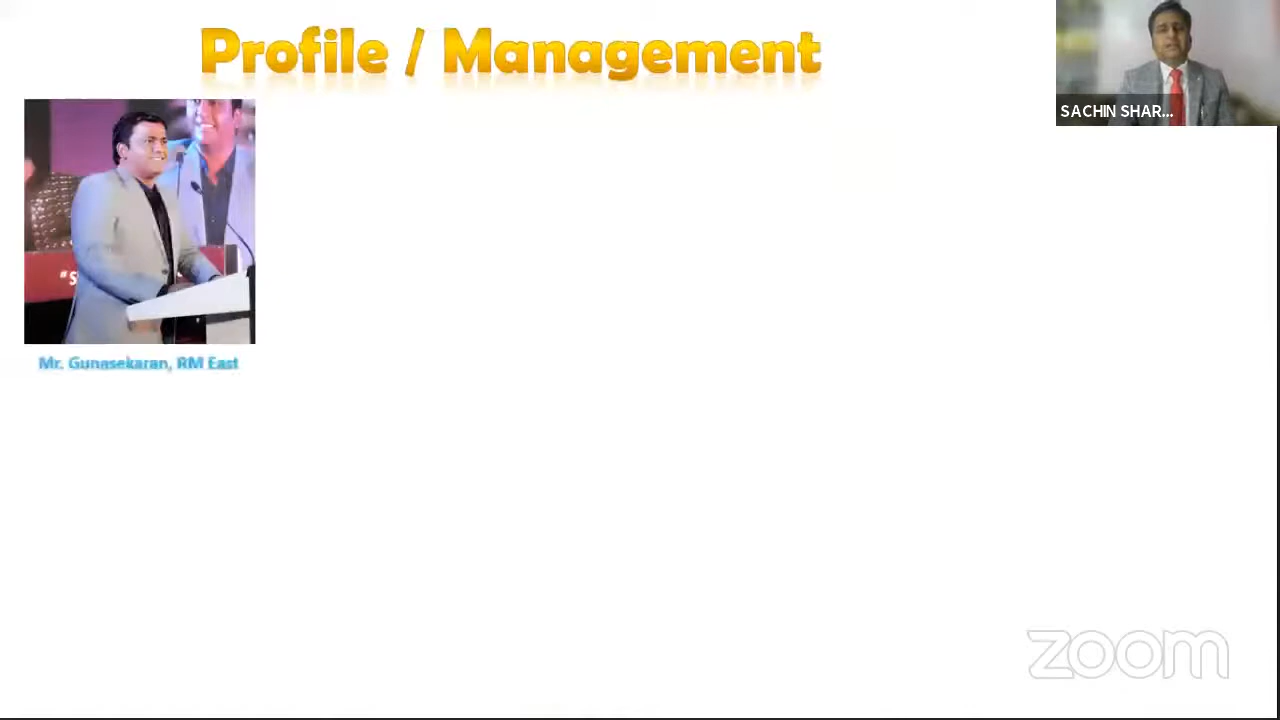 Profile / Management
SACHIN SHAR...
"S
Mr. Gunasekaran, RM East
zoom